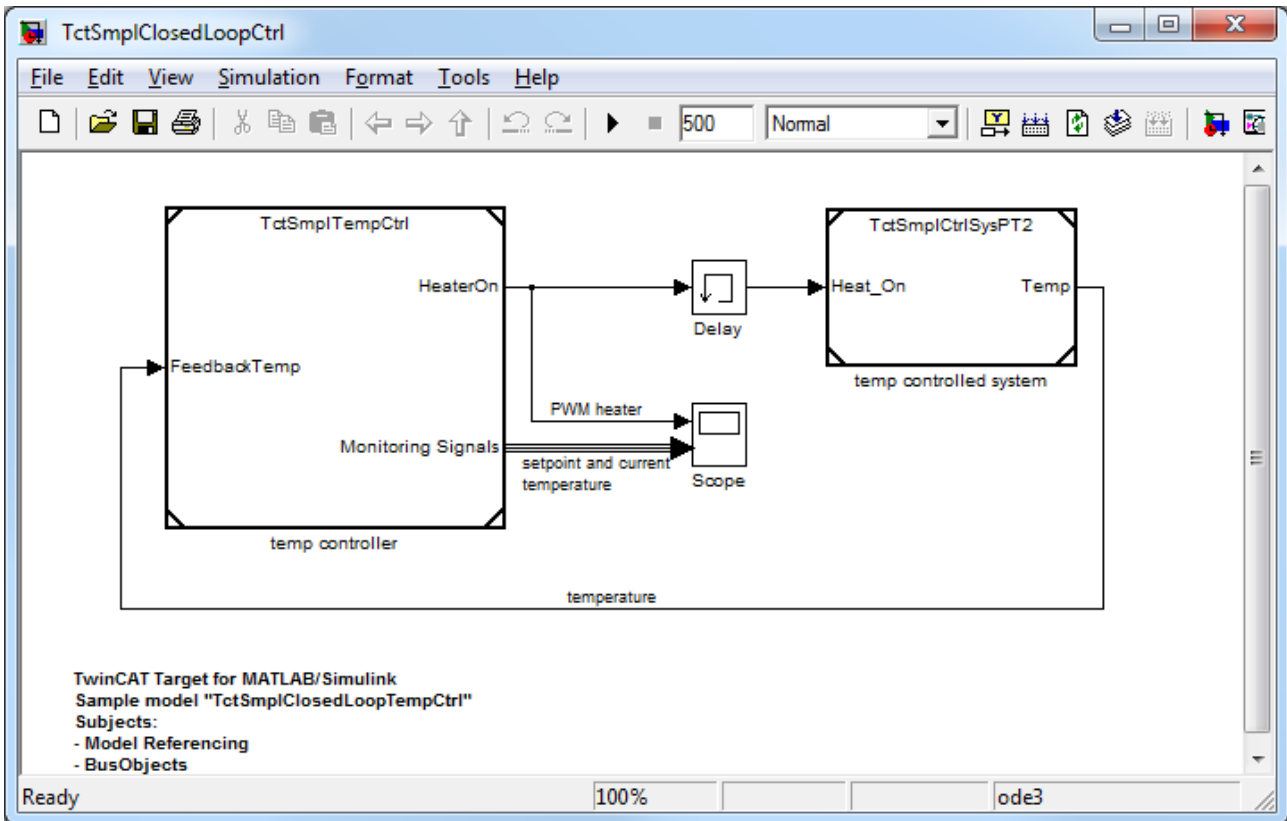 TctSmplClosedLoopCtrl
File Edit View Simulation Format Tools Help
500 Normal
TctSmplTempCtrl
HeaterOn
FeedbackTemp
Monitoring Signals
temp controller
Delay
PWM heater
setpoint and current
temperature
Scope
TctSmplCtrlSysPT2
Heat_On Temp
temp controlled system
temperature
TwinCAT Target for MATLAB/Simulink
Sample model "TctSmplClosedLoopTempCtrl"
Subjects:
- Model Referencing
- BusObjects
Ready 100% ode3